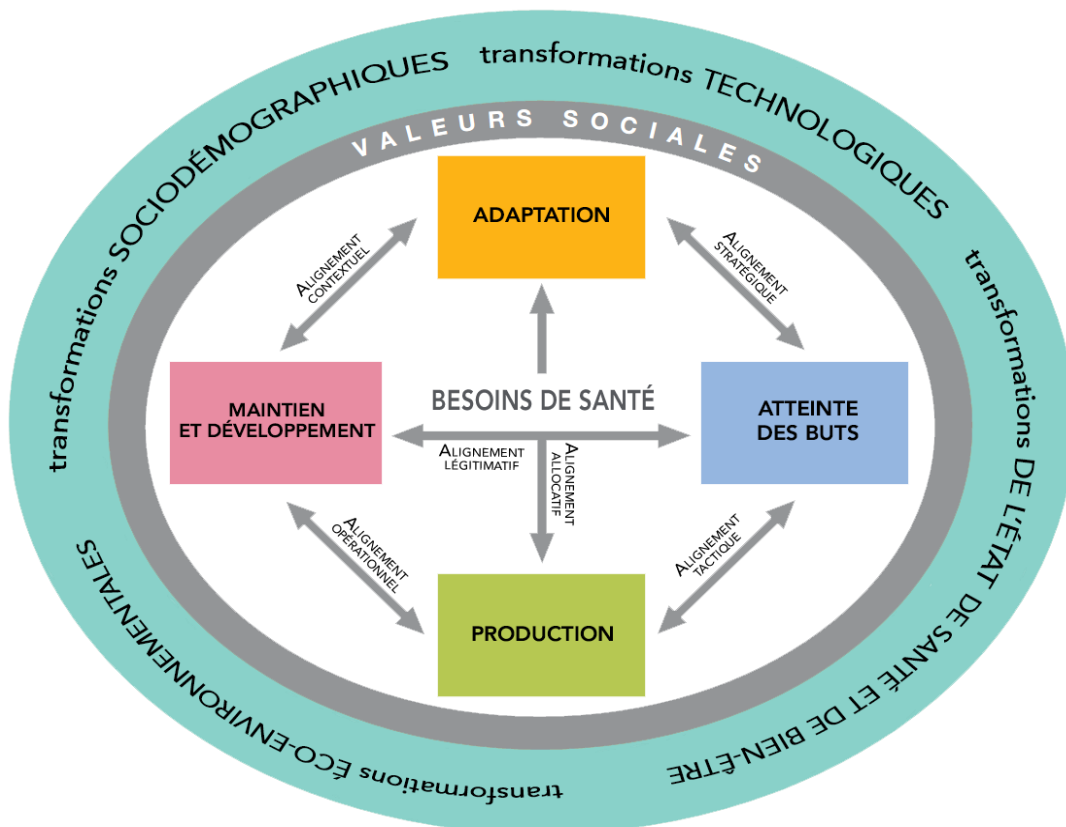 transformations SOCIODÉMOGRAPHIQUES
transformations TECHNOLOGIQUES
VALEURS SOCIALES
ADAPTATION
ALIGNEMENT
CONTEXTUEL
ALIGNEMENT
STRATÉGIQUE
transformations DE L'ÉTAT DE SANTÉ ET DE BIEN-ÊTRE
MAINTIEN
ET DÉVELOPPEMENT
BESOINS DE SANTÉ
ATTEINTE
DES BUTS
ALIGNEMENT
LÉGITIMATIF
ALIGNEMENT
ALLOCATIF
ALIGNEMENT
OPÉRATIONNEL
ALIGNEMENT
TACTIQUE
PRODUCTION
transformations ÉCO-ENVIRONNEMENTALES